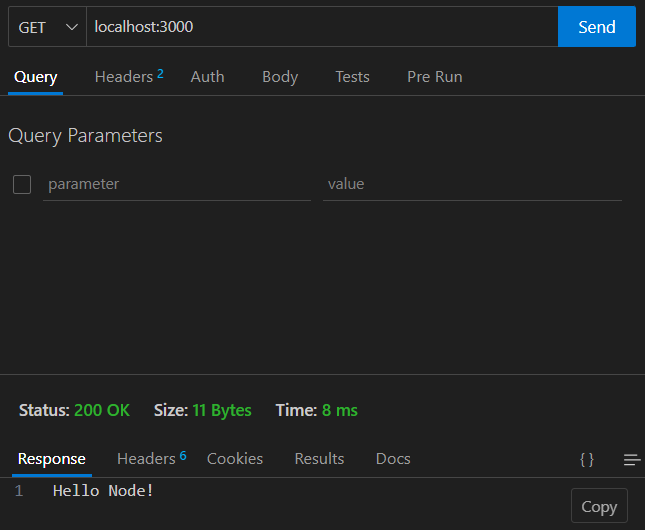 GET localhost:3000 Send
Query Headers 2 Auth Body Tests Pre Run
Query Parameters
parameter value
Status: 200 OK Size: 11 Bytes Time: 8 ms
Response Headers 6 Cookies Results Docs { }
1 Hello Node!
Copy